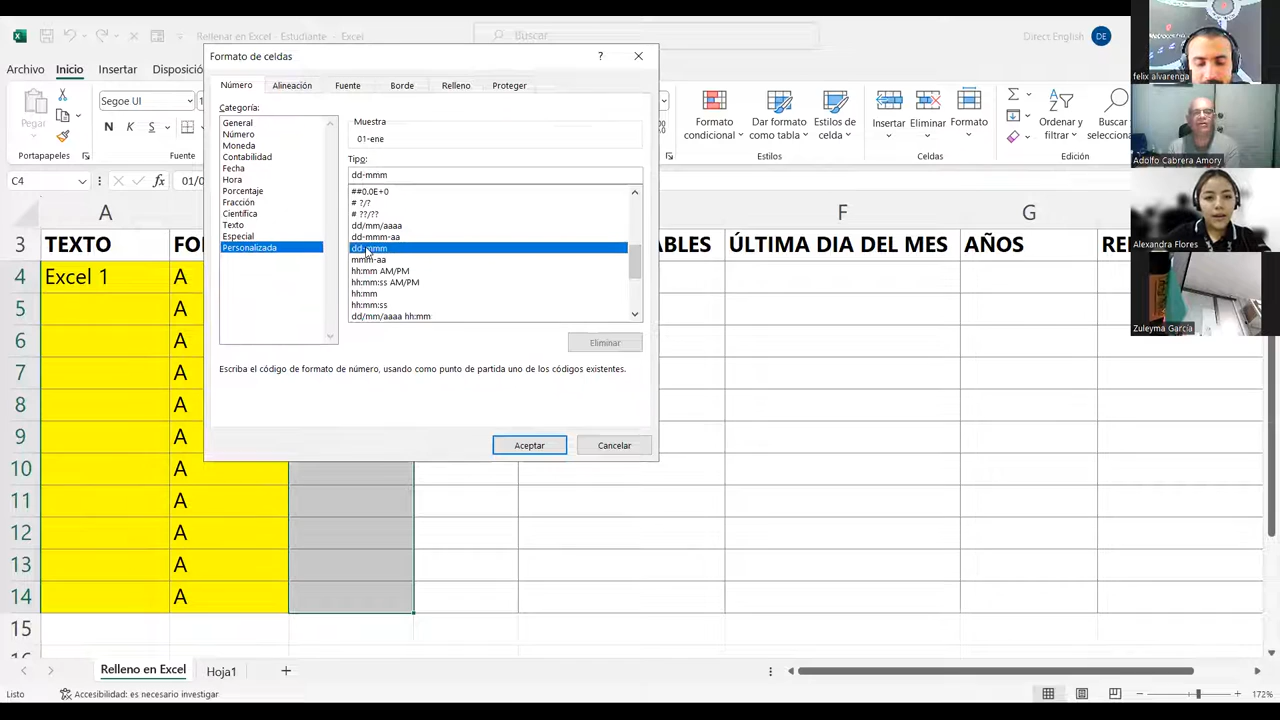 Rellenar en Excel - Estudiante - Excel
Buscar
Direct English
DE
Archivo
Inicio
Insertar
Formato de celdas
?
Número
Alineación
Fuente
Borde
Relleno
Proteger
Categoría:
General
Número
Moneda
Contabilidad
Fecha
Hora
Porcentaje
Fracción
Científica
Texto
Especial
Personalizada
Muestra
01-ene
Tipo:
dd-mmm
##0.0E+0
# ?/?
# ??/??
dd/mm/aaaa
dd-mmm-aa
dd-mmm
mmm-aa
hh:mm AM/PM
hh:mm:ss AM/PM
hh:mm
hh:mm:ss
dd/mm/aaaa hh:mm
Eliminar
Escriba el código de formato de número, usando como punto de partida uno de los códigos existentes.
Aceptar
Cancelar
Pegar
Segoe UI
N
K
S
Portapapeles
Fuente
Formato condicional
Dar formato como tabla
Estilos de celda
Estilos
Insertar
Eliminar
Formato
Celdas
Ordenar y filtrar
Buscar y
Edición
C4
fx
A
F
G
3
TEXTO
ÚLTIMA DIA DEL MES
AÑOS
4
Excel 1
A
5
A
6
A
7
A
8
A
9
A
10
A
11
A
12
A
13
A
14
A
15
Relleno en Excel
Hoja1
Listo
Accesibilidad: es necesario investigar
172%
felix alvarenga
Adolfo Cabrera Amory
Alexandra Flores
Zuleyma García